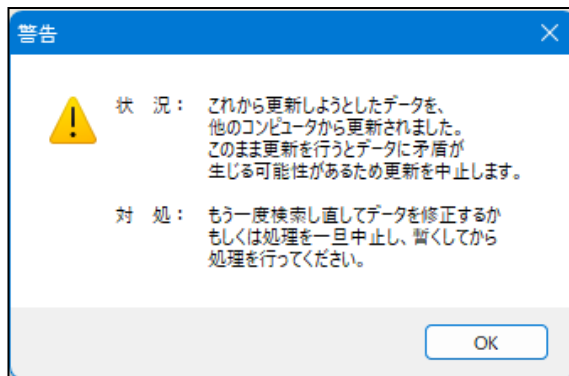 警告
状　況： これから更新しようとしたデータを、
他のコンピュータから更新されました。
このまま更新を行うとデータに矛盾が
生じる可能性があるため更新を中止します。
対　処： もう一度検索し直してデータを修正するか
もしくは処理を一旦中止し、暫くしてから
処理を行ってください。
OK